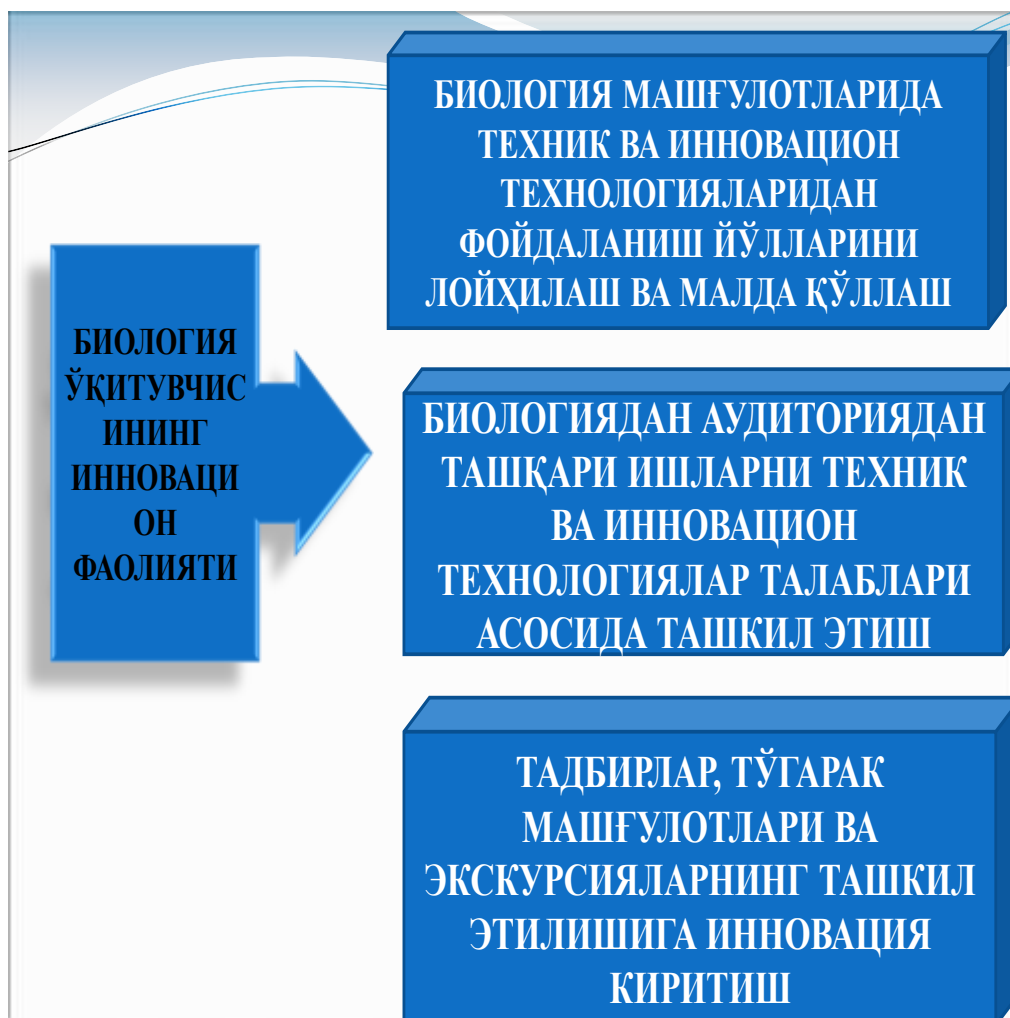 БИОЛОГИЯ
ЎҚИТУВЧИС
ИНИНГ
ИННОВАЦИ
ОН
ФАОЛИЯТИ
БИОЛОГИЯ МАШҒУЛОТЛАРИДА
ТЕХНИК ВА ИННОВАЦИОН
ТЕХНОЛОГИЯЛАРИДАН
ФОЙДАЛАНИШ ЙЎЛЛАРИНИ
ЛОЙҲИЛАШ ВА МАЛДА ҚЎЛЛАШ
БИОЛОГИЯДАН АУДИТОРИЯДАН
ТАШҚАРИ ИШЛАРНИ ТЕХНИК
ВА ИННОВАЦИОН
ТЕХНОЛОГИЯЛАР ТАЛАБЛАРИ
АСОСИДА ТАШКИЛ ЭТИШ
ТАДБИРЛАР, ТЎГАРАК
МАШҒУЛОТЛАРИ ВА
ЭКСКУРСИЯЛАРНИНГ ТАШКИЛ
ЭТИЛИШИГА ИННОВАЦИЯ
КИРИТИШ